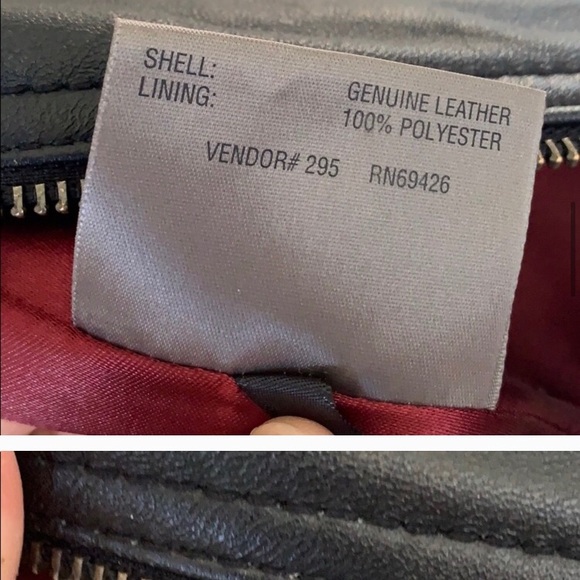 SHELL: GENUINE LEATHER
LINING: 100% POLYESTER
VENDOR# 295 RN69426